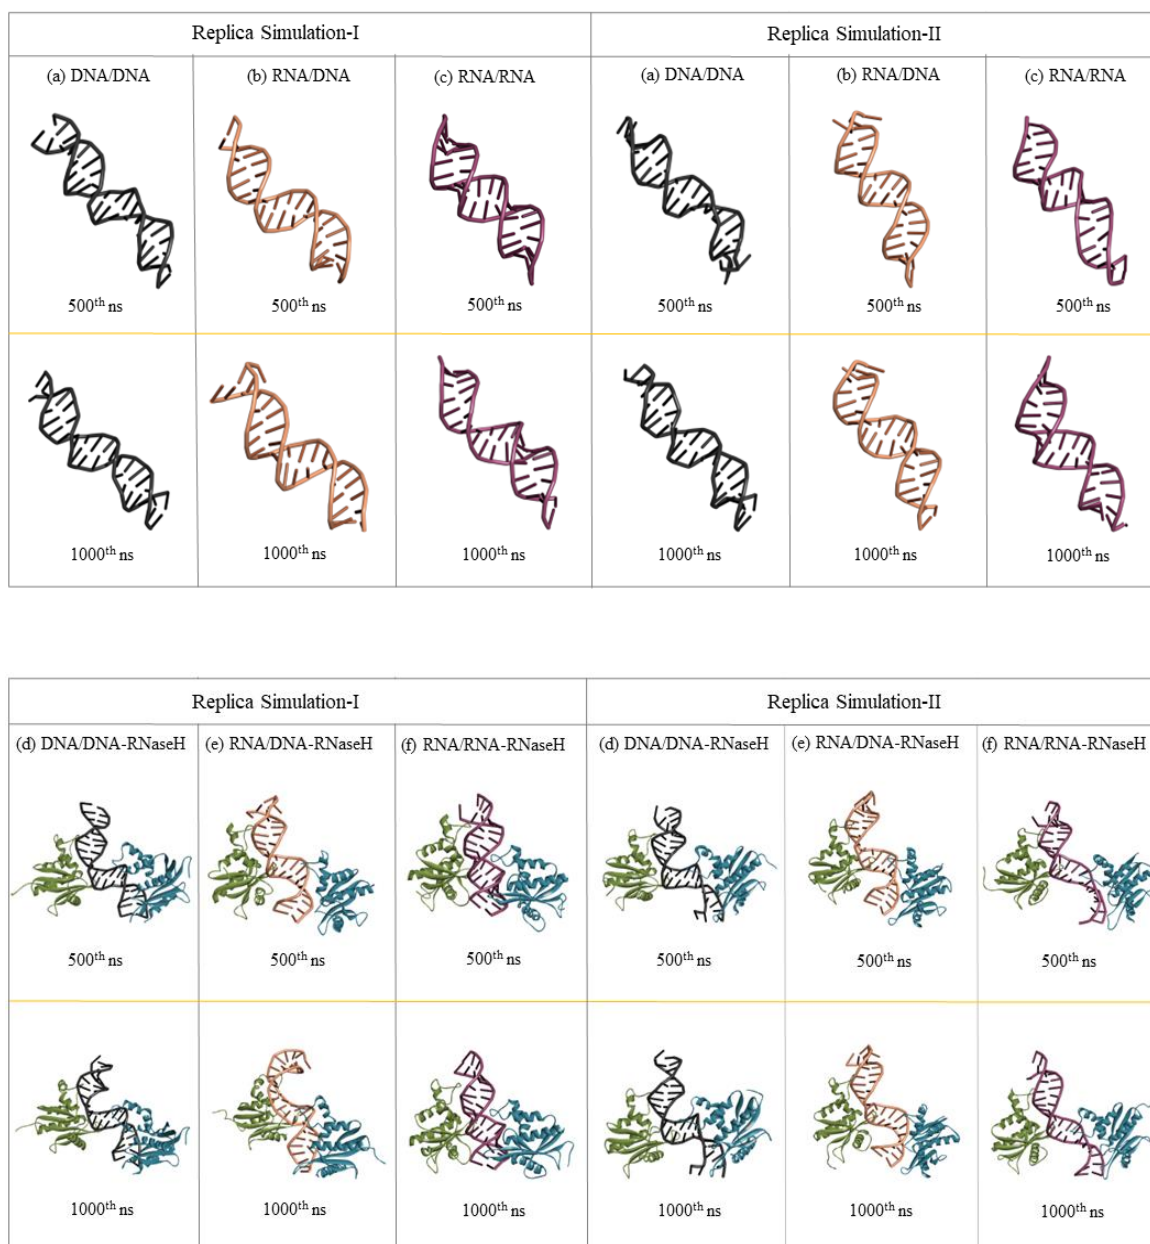 Replica Simulation-I Replica Simulation-II
(a) DNA/DNA (b) RNA/DNA (c) RNA/RNA (a) DNA/DNA (b) RNA/DNA (c) RNA/RNA
500th ns 500th ns 500th ns 500th ns 500th ns 500th ns
1000th ns 1000th ns 1000th ns 1000th ns 1000th ns 1000th ns
Replica Simulation-I Replica Simulation-II
(d) DNA/DNA-RNaseH (e) RNA/DNA-RNaseH (f) RNA/RNA-RNaseH (d) DNA/DNA-RNaseH (e) RNA/DNA-RNaseH (f) RNA/RNA-RNaseH
500th ns 500th ns 500th ns 500th ns 500th ns 500th ns
1000th ns 1000th ns 1000th ns 1000th ns 1000th ns 1000th ns